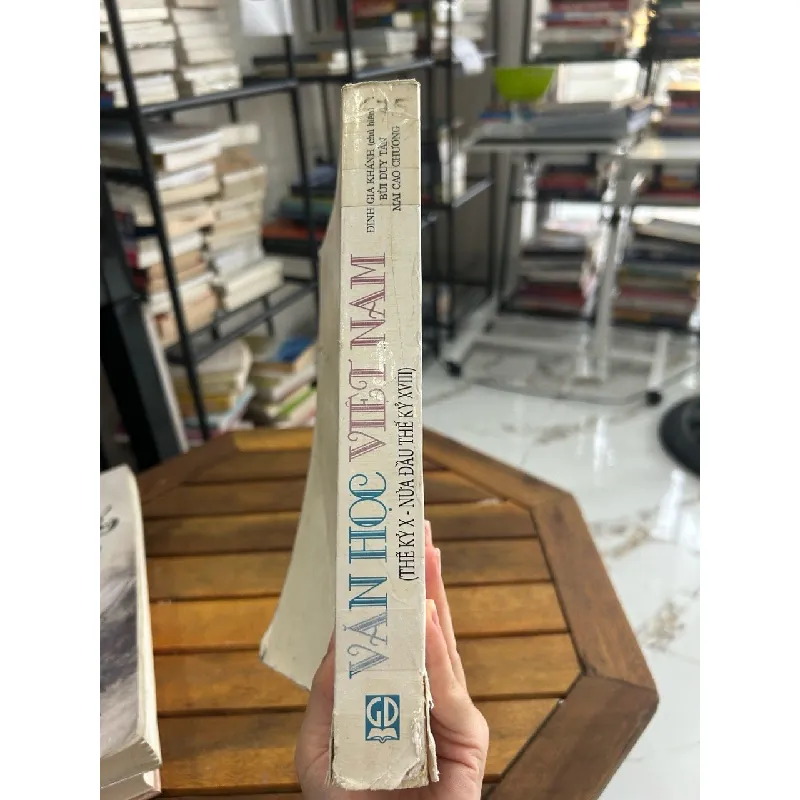 ĐINH GIA KHÁNH (chủ biên)
BÙI DUY TÂN
MAI CAO CHƯƠNG
VĂN HỌC VIỆT NAM
(THẾ KỶ X - NỬA ĐẦU THẾ KỶ XVIII)
GD